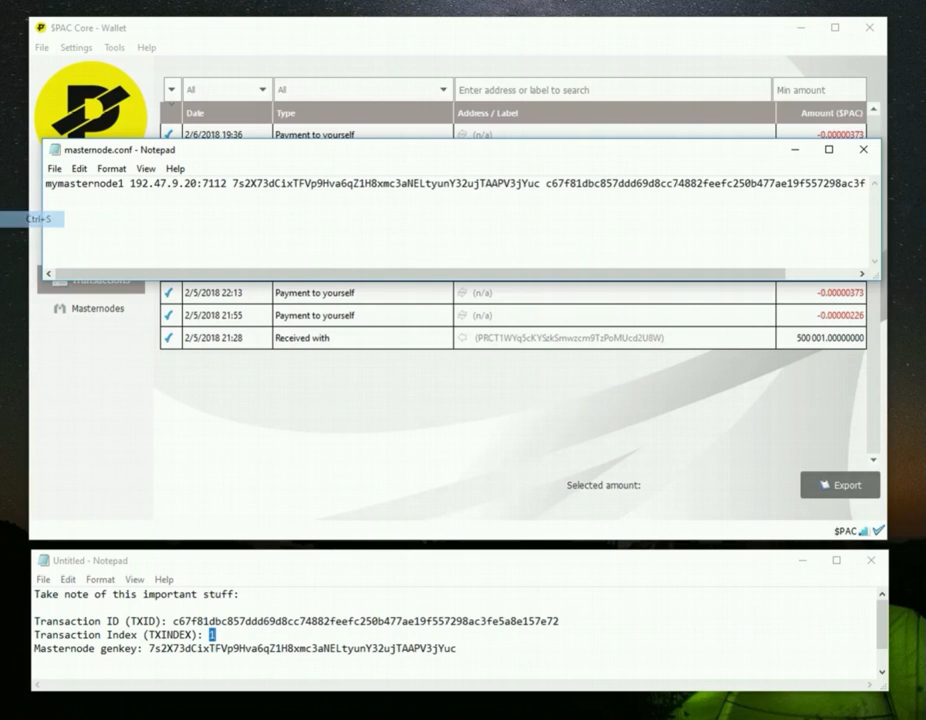 $PAC Core - Wallet
File Settings Tools Help
All All Enter address or label to search Min amount
Date Type Address / Label Amount ($PAC)
2/6/2018 19:36 Payment to yourself (n/a) -0.00000373
masternode.conf - Notepad
File Edit Format View Help
mymasternode1 192.47.9.20:7112 7s2X73dCixTFVp9Hva6qZ1H8xmc3aNELtyunY32ujTAAPV3jYuc c67f81dbc857ddd69d8cc74882feefc250b477ae19f557298ac3f
Ctrl+S
Transactions
2/5/2018 22:13 Payment to yourself (n/a) -0.00000373
Masternodes
2/5/2018 21:55 Payment to yourself (n/a) -0.00000226
2/5/2018 21:28 Received with (PRCT1WYq5cKYSzkSmwzcm9TzPoMUcd2U8W) 500 001.00000000
Selected amount:
Export
$PAC
Untitled - Notepad
File Edit Format View Help
Take note of this important stuff:
Transaction ID (TXID): c67f81dbc857ddd69d8cc74882feefc250b477ae19f557298ac3fe5a8e157e72
Transaction Index (TXINDEX): 1
Masternode genkey: 7s2X73dCixTFVp9Hva6qZ1H8xmc3aNELtyunY32ujTAAPV3jYuc